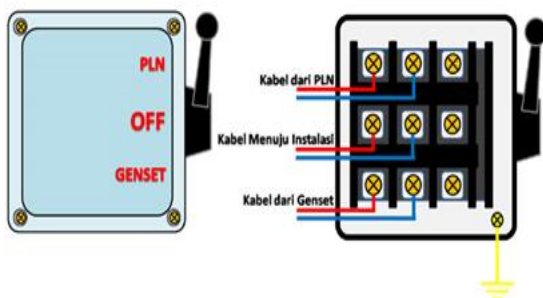 PLN
OFF
GENSET
Kabel dari PLN
Kabel Menuju Instalasi
Kabel dari Genset